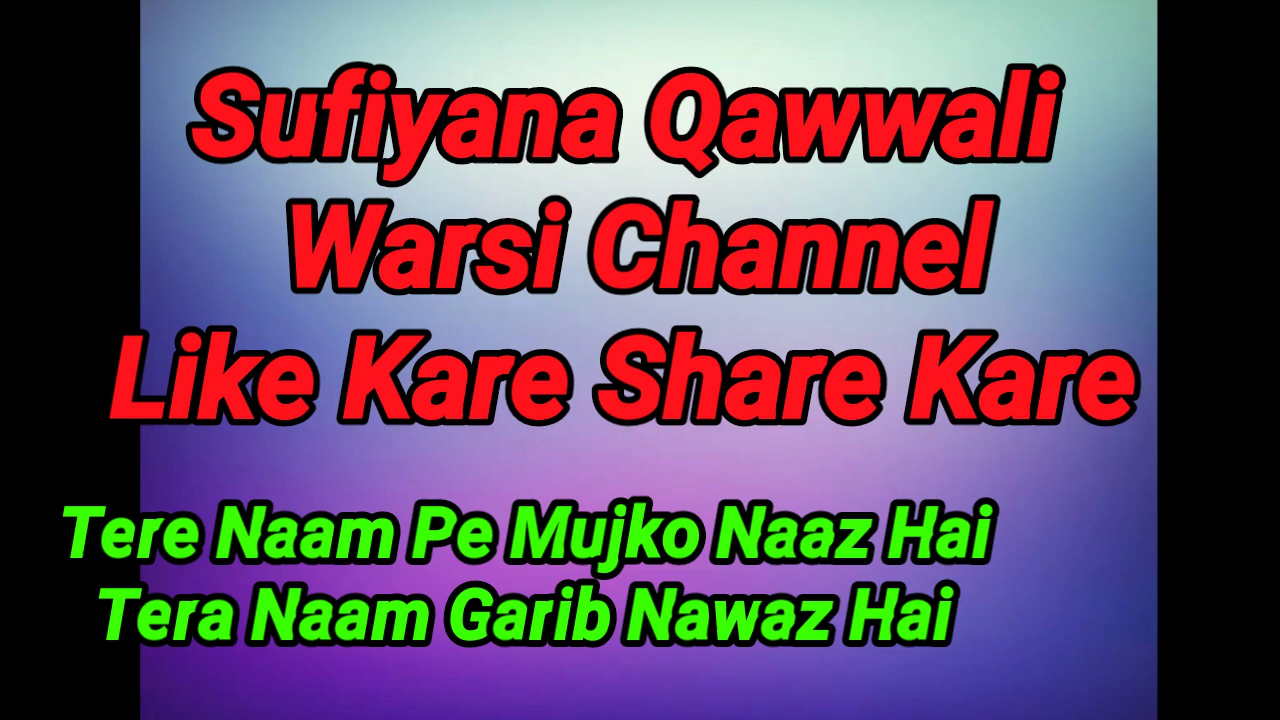 Sufiyana Qawwali
Warsi Channel
Like Kare Share Kare
Tere Naam Pe Mujko Naaz Hai
Tera Naam Garib Nawaz Hai